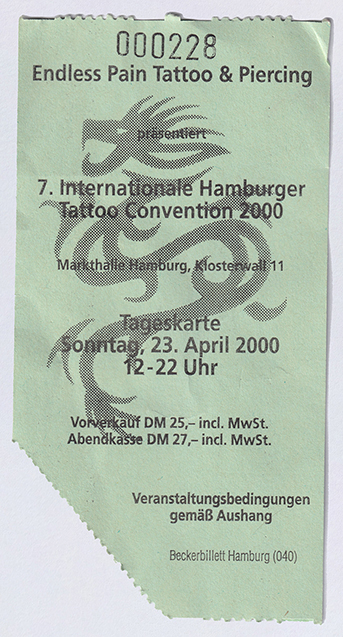 000228
Endless Pain Tattoo & Piercing
präsentiert
7. Internationale Hamburger
Tattoo Convention 2000
Markthalle Hamburg, Klosterwall 11
Tageskarte
Sonntag, 23. April 2000
12-22 Uhr
Vorverkauf DM 25,– incl. MwSt.
Abendkasse DM 27,– incl. MwSt.
Veranstaltungsbedingungen
gemäß Aushang
Beckerbillett Hamburg (040)